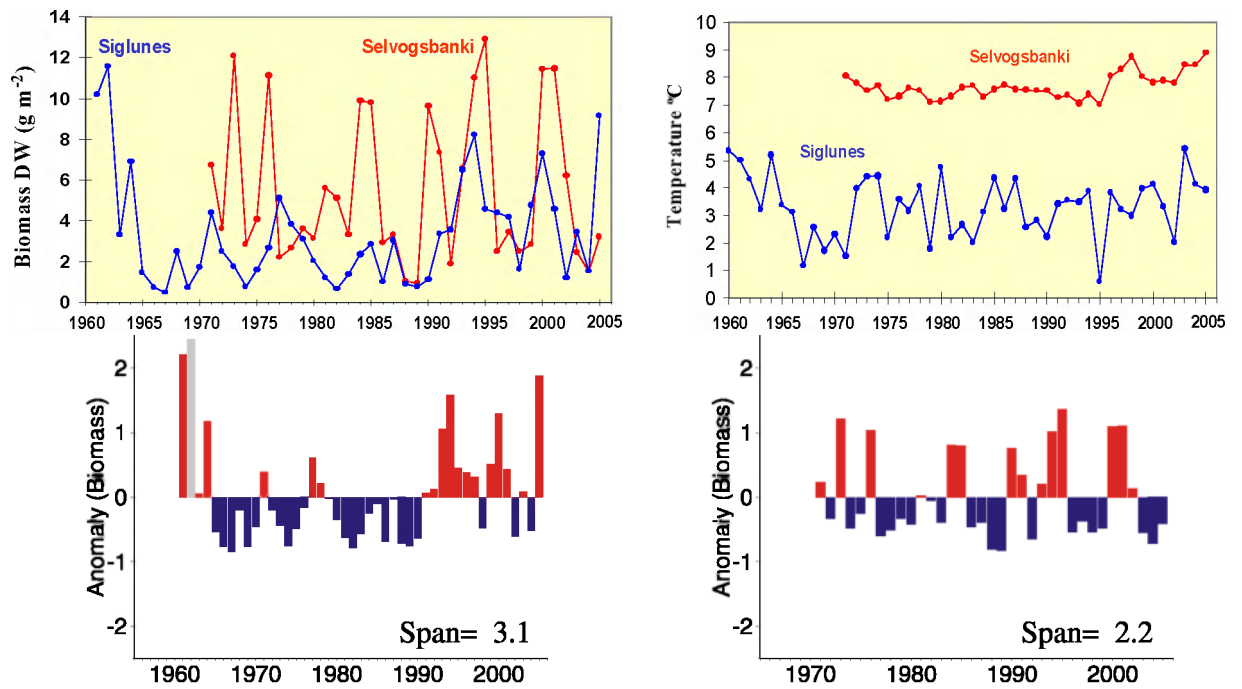 14
12
10
8
6
4
2
0
Biomass DW (g m-2)
Siglunes
Selvogsbanki
1960 1965 1970 1975 1980 1985 1990 1995 2000 2005
10
9
8
7
6
5
4
3
2
1
0
Temperature ºC
Selvogsbanki
Siglunes
1960 1965 1970 1975 1980 1985 1990 1995 2000 2005
2
1
0
-1
-2
Anomaly (Biomass)
Span= 3.1
1960 1970 1980 1990 2000
2
1
0
-1
-2
Anomaly (Biomass)
Span= 2.2
1970 1980 1990 2000